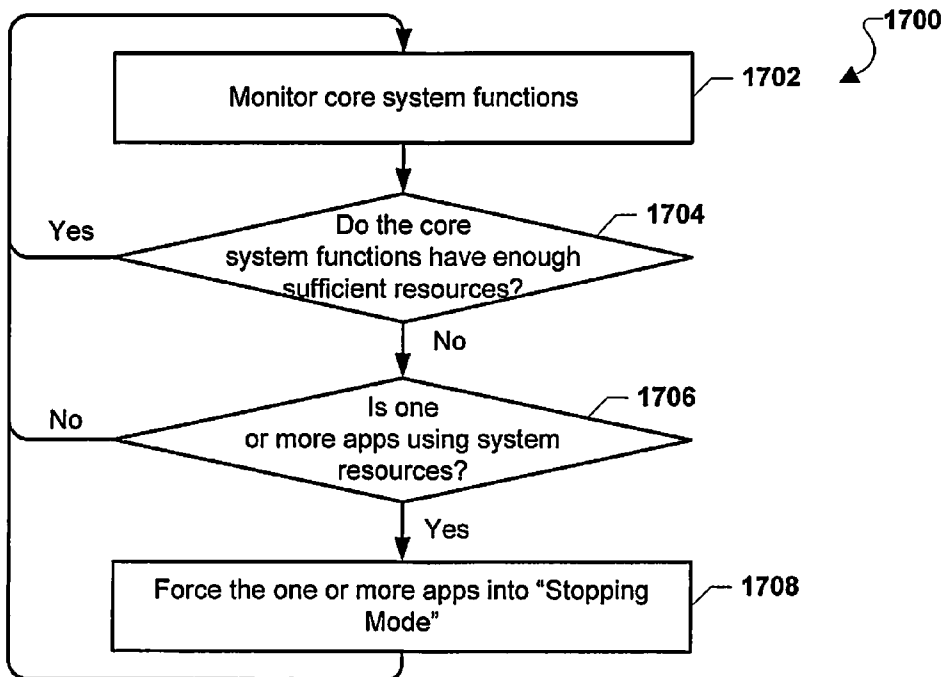 1700
Monitor core system functions
1702
Do the core
system functions have enough
sufficient resources?
1704
Yes
No
Is one
or more apps using system
resources?
1706
No
Yes
Force the one or more apps into “Stopping
Mode”
1708